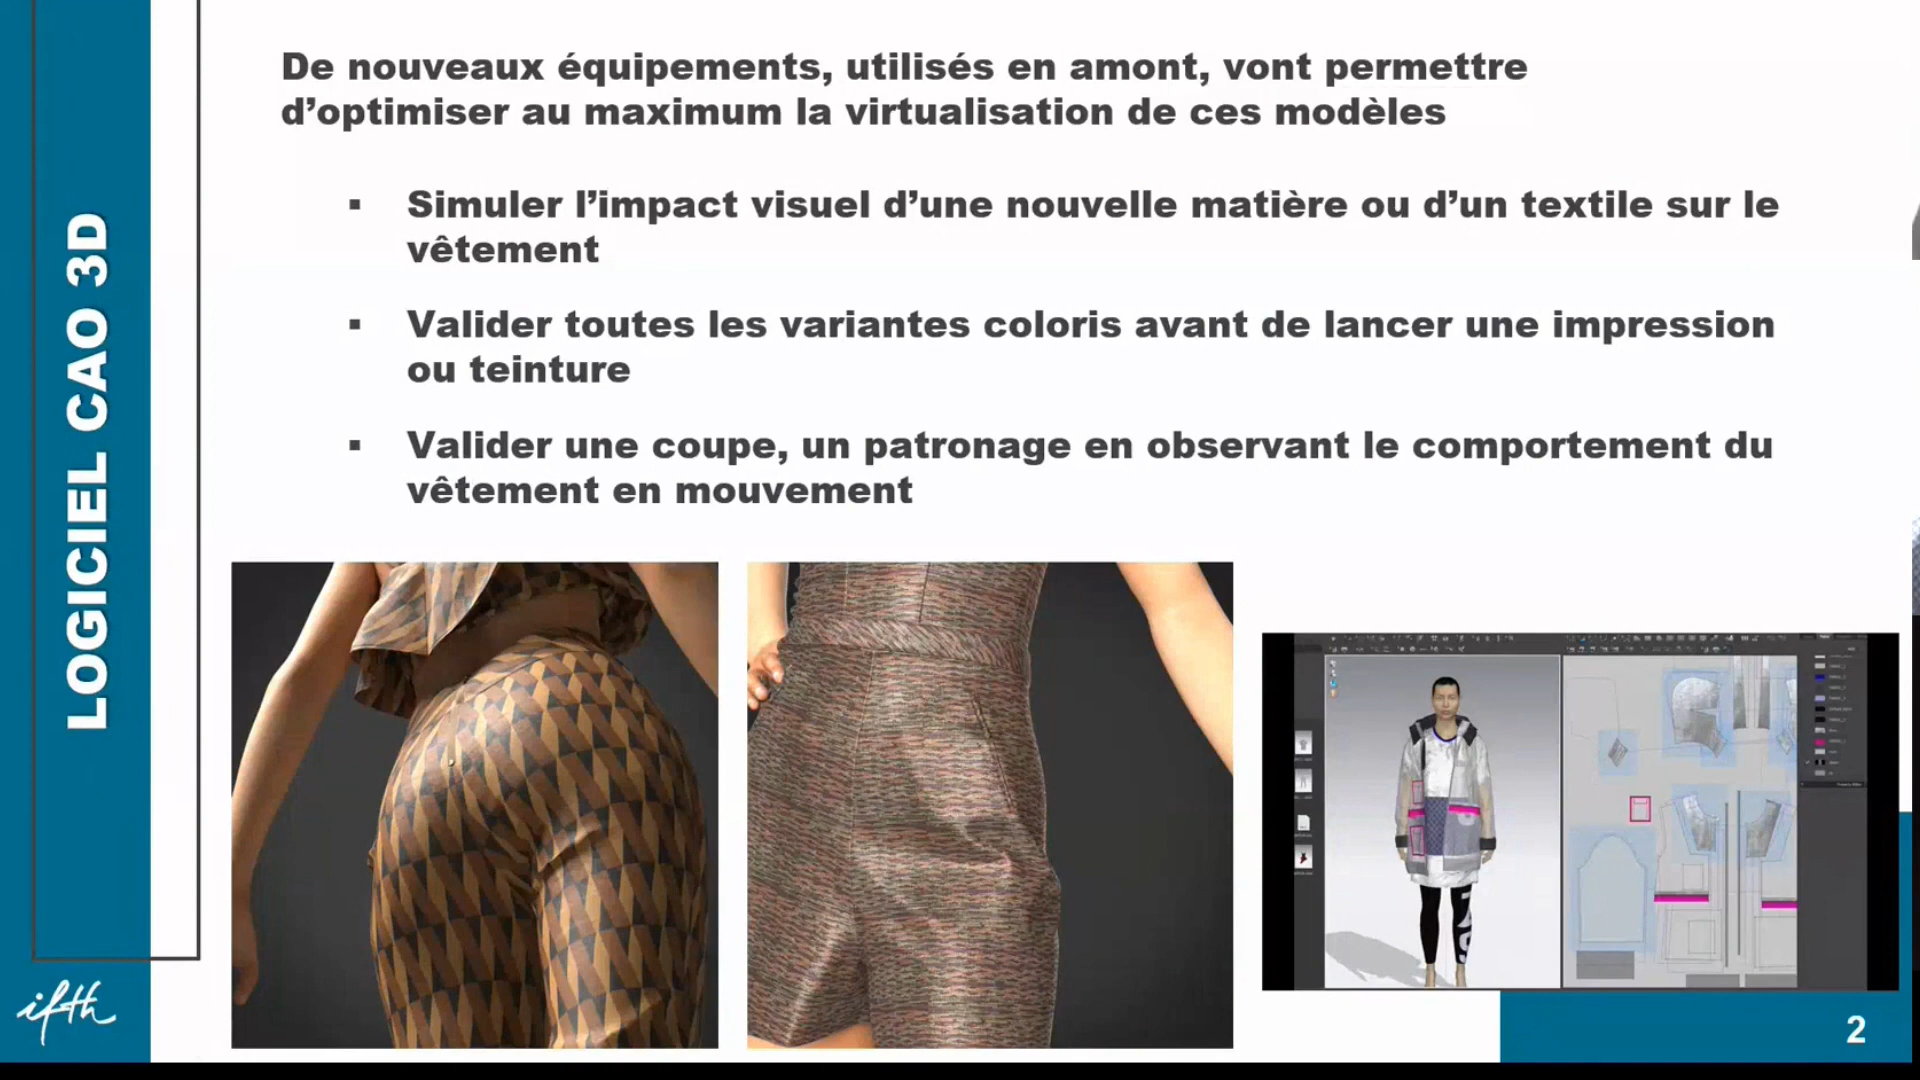 De nouveaux équipements, utilisés en amont, vont permettre
d’optimiser au maximum la virtualisation de ces modèles
▪ Simuler l’impact visuel d’une nouvelle matière ou d’un textile sur le
vêtement
▪ Valider toutes les variantes coloris avant de lancer une impression
ou teinture
▪ Valider une coupe, un patronage en observant le comportement du
vêtement en mouvement
LOGICIEL CAO 3D
ifth
2